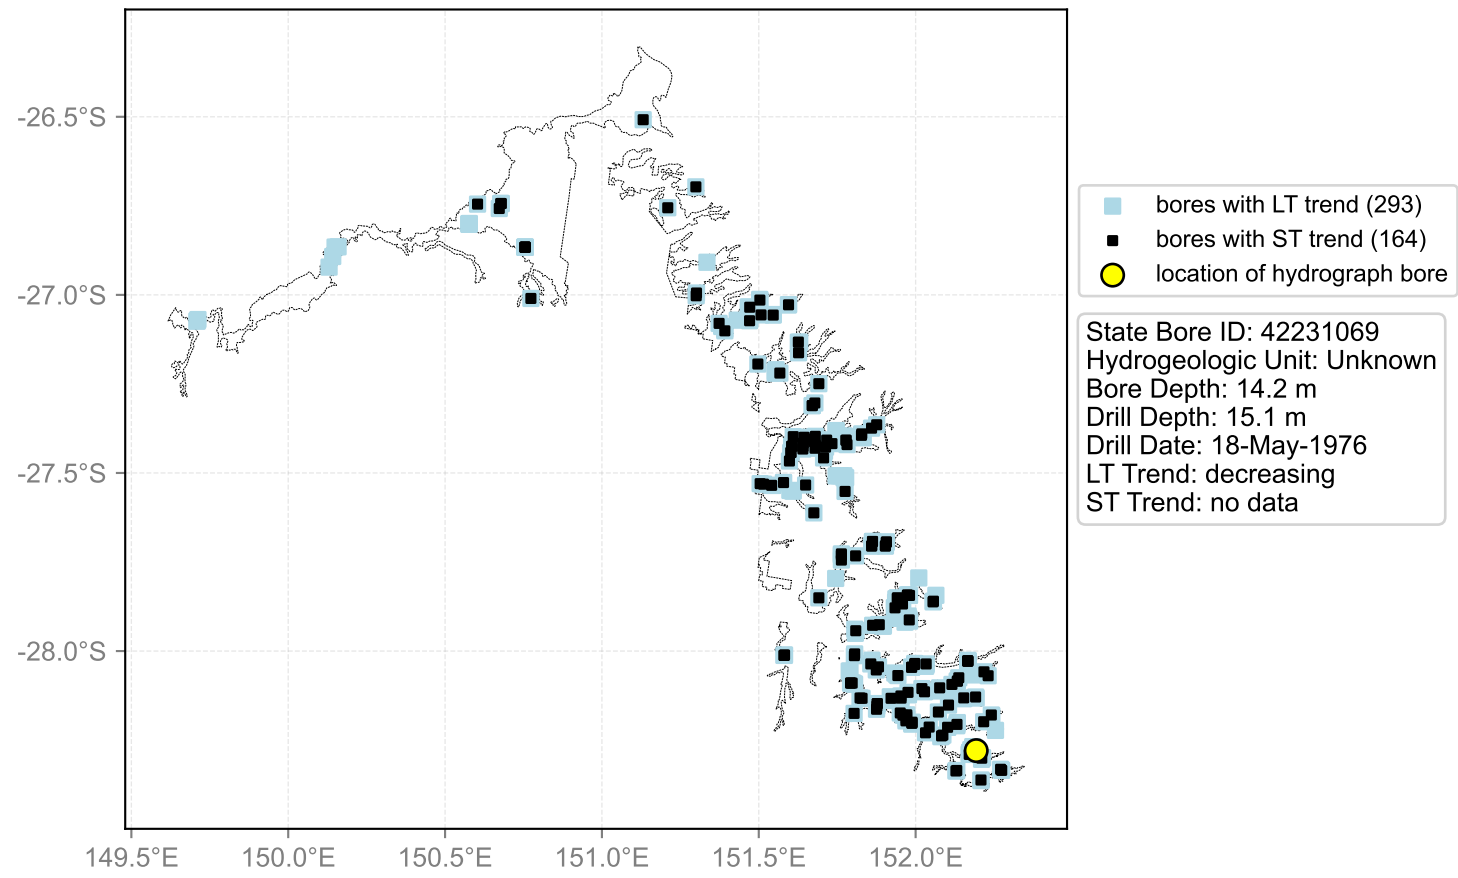 -26.5°S
-27.0°S
-27.5°S
-28.0°S
149.5°E
150.0°E
150.5°E
151.0°E
151.5°E
152.0°E
bores with LT trend (293)
bores with ST trend (164)
location of hydrograph bore
State Bore ID: 42231069
Hydrogeologic Unit: Unknown
Bore Depth: 14.2 m
Drill Depth: 15.1 m
Drill Date: 18-May-1976
LT Trend: decreasing
ST Trend: no data